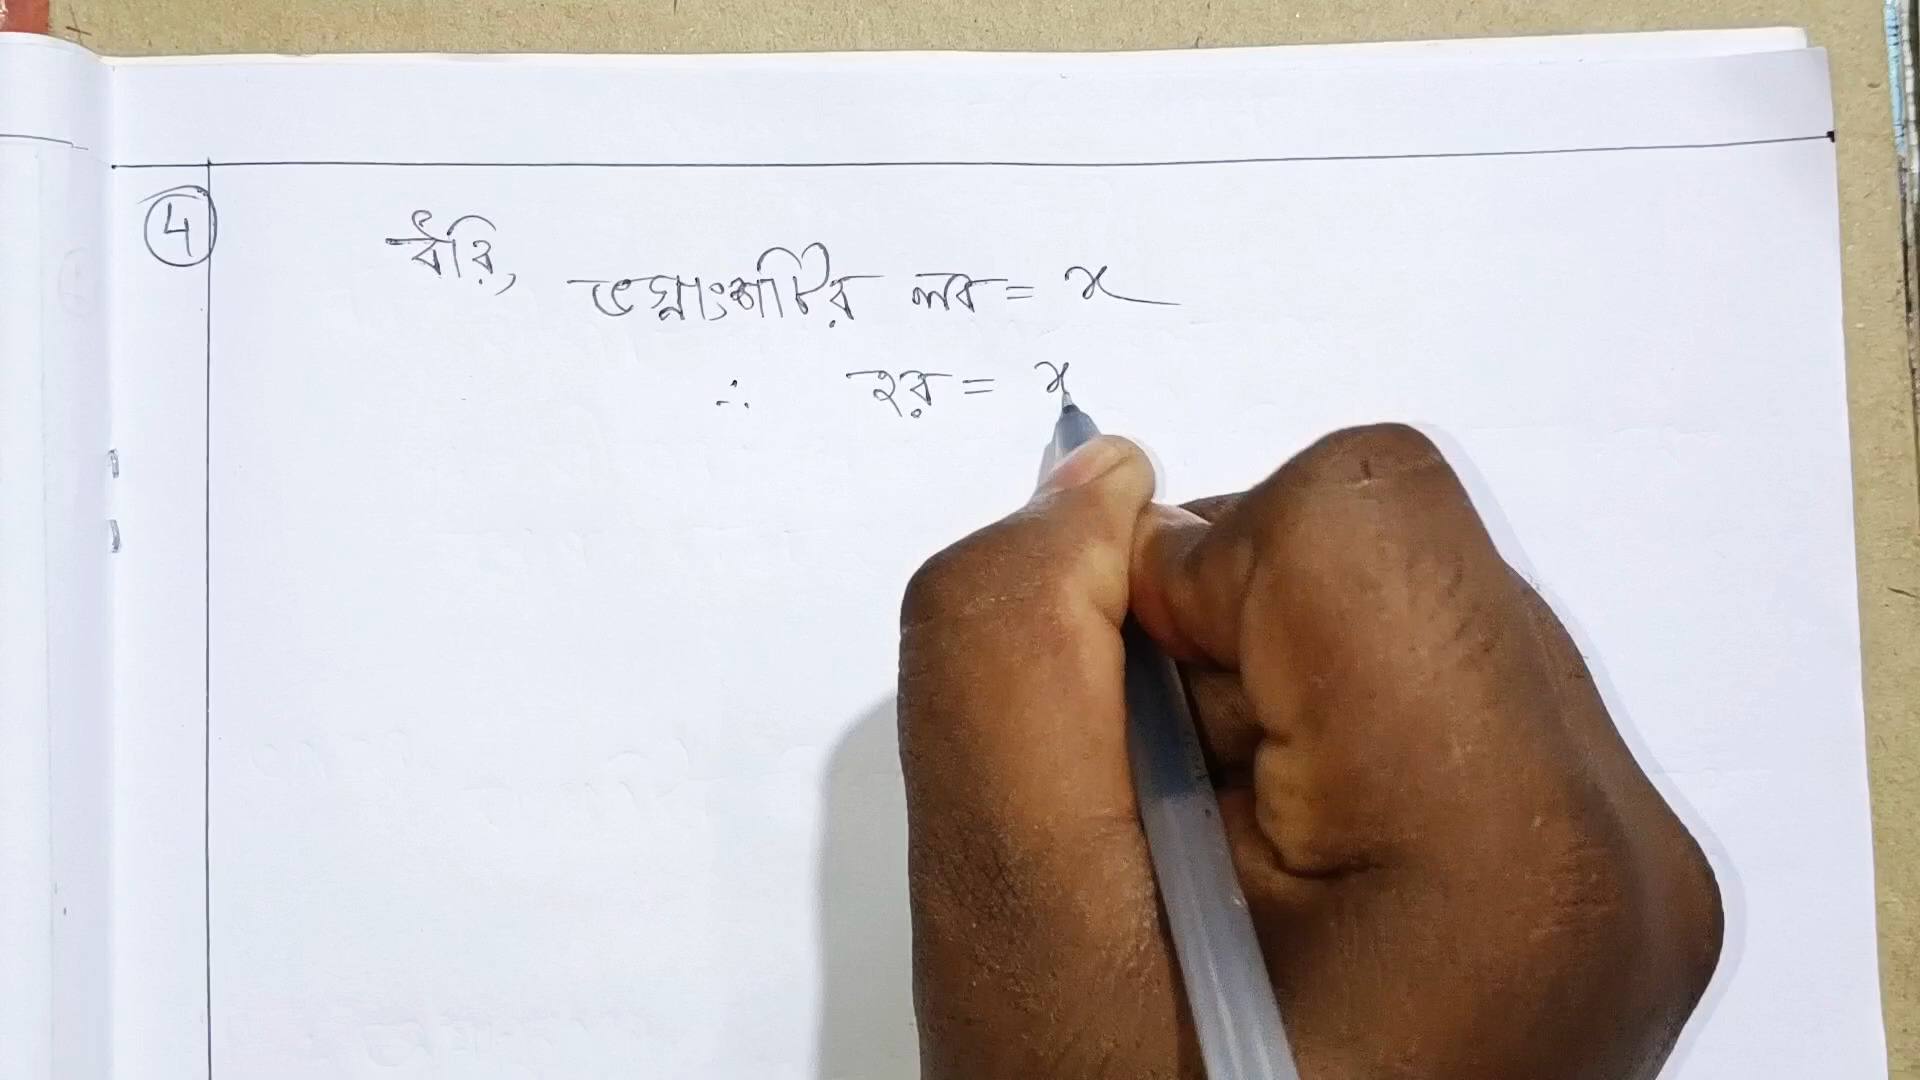 4 ধরি, ভগ্নাংশটির লব = x
∴ হর = x